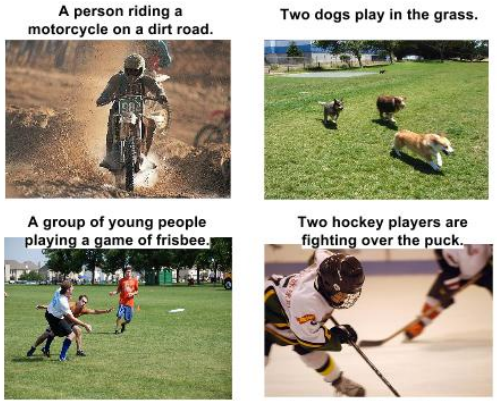 A person riding a
motorcycle on a dirt road.
Two dogs play in the grass.
A group of young people
playing a game of frisbee.
Two hockey players are
fighting over the puck.